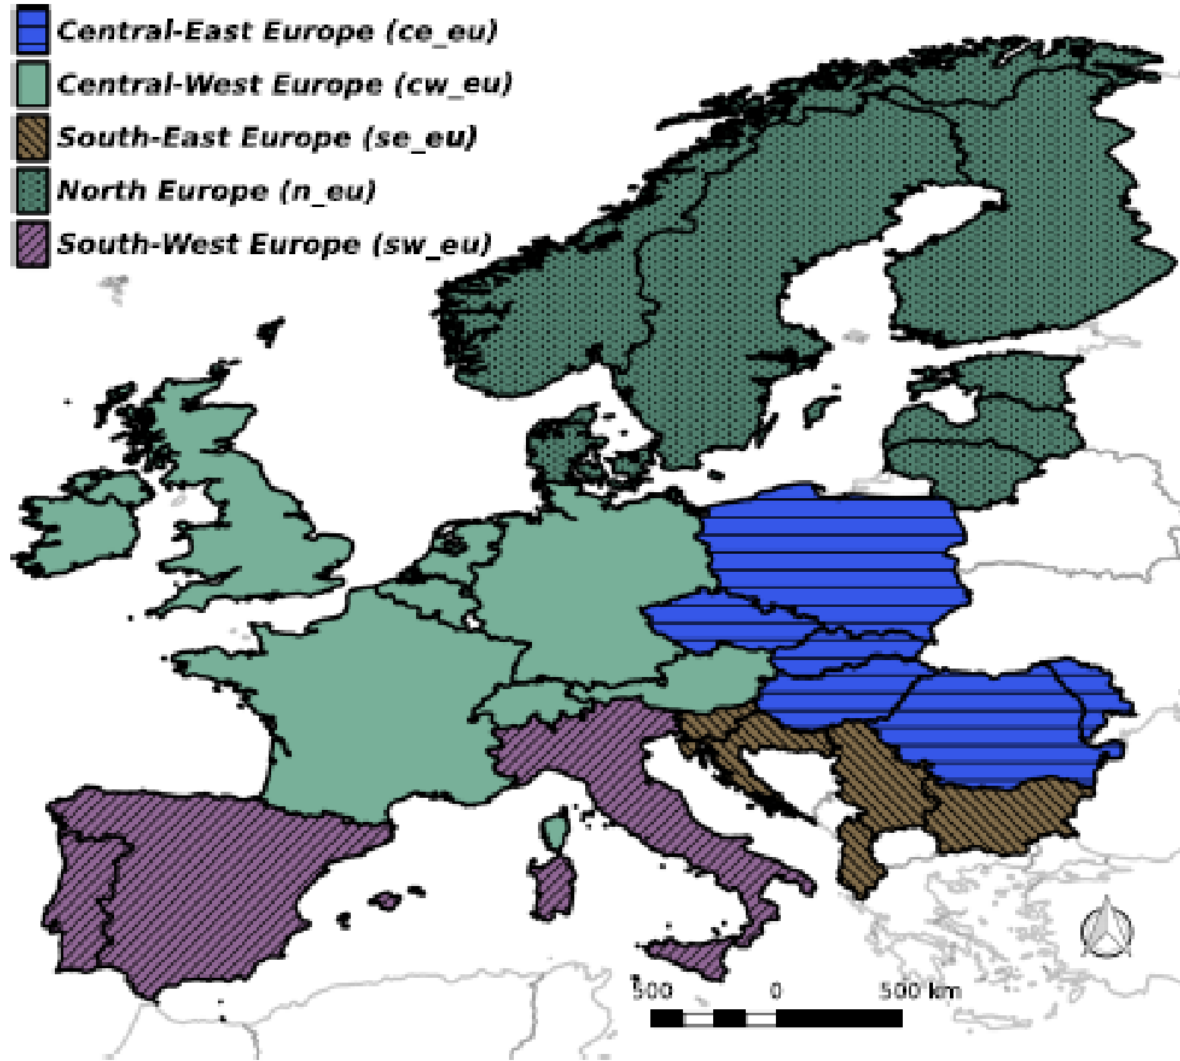 Central-East Europe (ce_eu)
Central-West Europe (cw_eu)
South-East Europe (se_eu)
North Europe (n_eu)
South-West Europe (sw_eu)
500 0 500 km